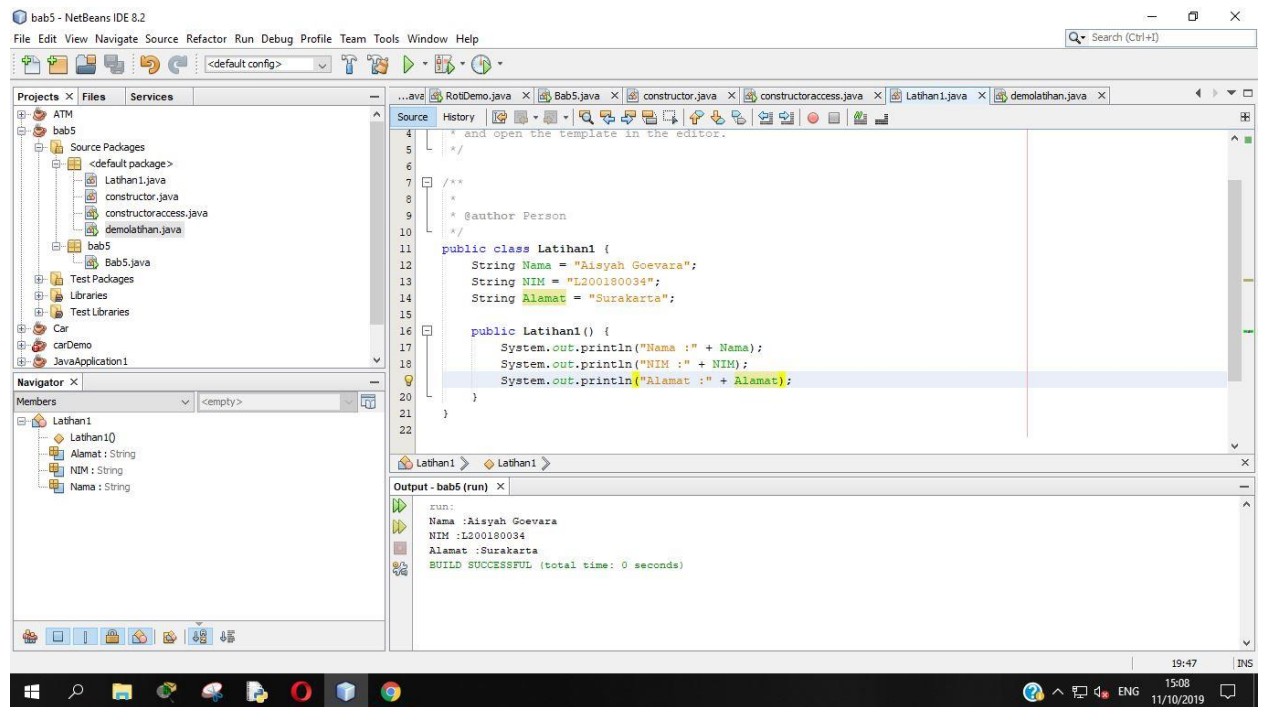 bab5 - NetBeans IDE 8.2
File Edit View Navigate Source Refactor Run Debug Profile Team Tools Window Help
Search (Ctrl+I)
<default config>
Projects Files Services
ATM
bab5
Source Packages
<default package>
Latihan1.java
constructor.java
constructoraccess.java
demolatihan.java
bab5
Bab5.java
Test Packages
Libraries
Test Libraries
Car
carDemo
JavaApplication1
Navigator
Members <empty>
Latihan1
Latihan1()
Alamat : String
NIM : String
Nama : String
...ava RotiDemo.java Bab5.java constructor.java constructoraccess.java Latihan1.java demolatihan.java
Source History
4 * and open the template in the editor.
5 */
6
7 /**
8 *
9 * @author Person
10 */
11 public class Latihan1 {
12 String Nama = "Aisyah Goevara";
13 String NIM = "L200180034";
14 String Alamat = "Surakarta";
15
16 public Latihan1() {
17 System.out.println("Nama :" + Nama);
18 System.out.println("NIM :" + NIM);
System.out.println("Alamat :" + Alamat);
20 }
21 }
22
Latihan1 Latihan1
Output - bab5 (run)
run:
Nama :Aisyah Goevara
NIM :L200180034
Alamat :Surakarta
BUILD SUCCESSFUL (total time: 0 seconds)
19:47 INS
ENG
15:08
11/10/2019